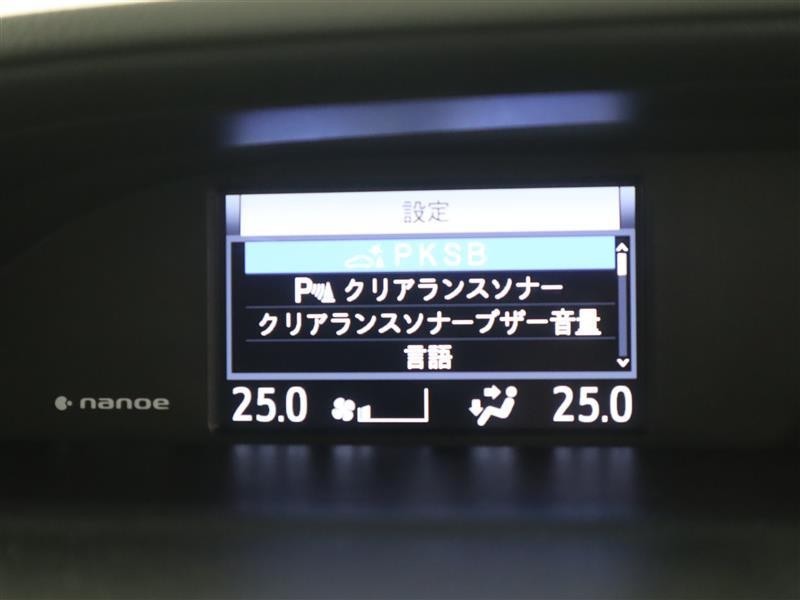 設定
PKSB
P クリアランスソナー
クリアランスソナーブザー音量
言語
25.0 25.0
nanoe